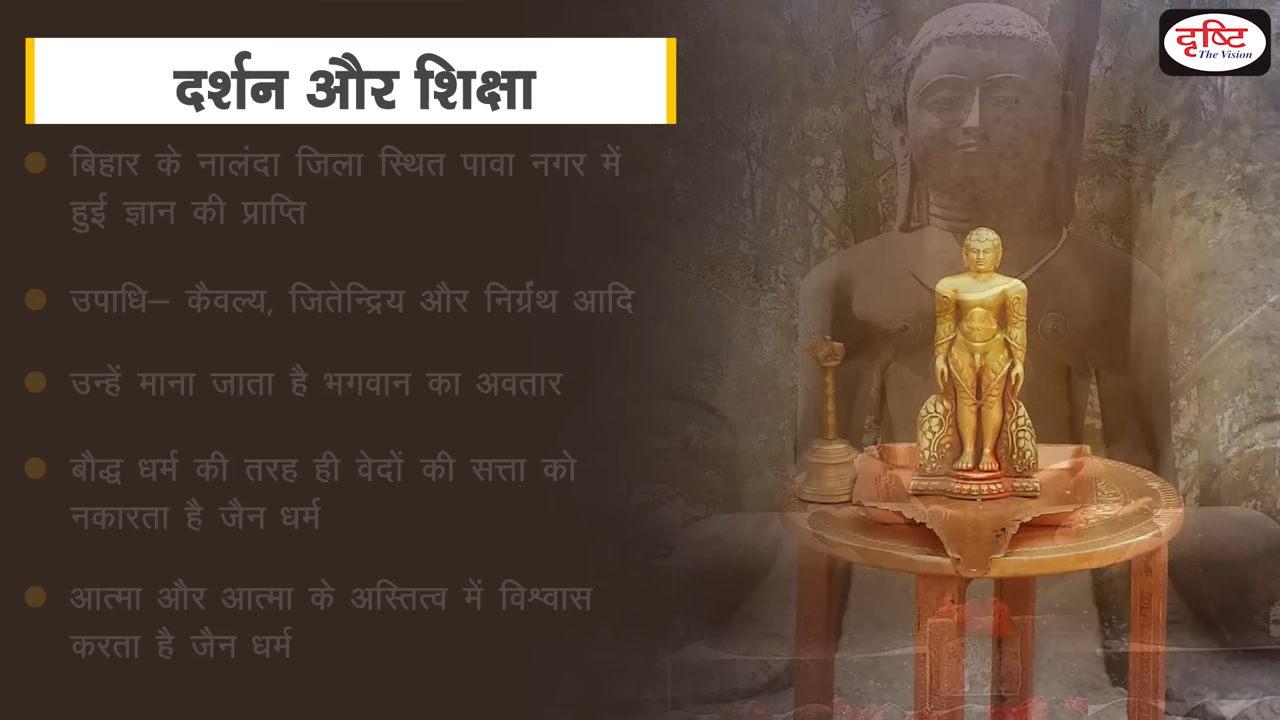 दर्शन और शिक्षा
दृष्टि
The Vision
बिहार के नालंदा जिला स्थित पावा नगर में
हुई ज्ञान की प्राप्ति
उपाधि– कैवल्य, जितेन्द्रिय और निर्ग्रंथ आदि
उन्हें माना जाता है भगवान का अवतार
बौद्ध धर्म की तरह ही वेदों की सत्ता को
नकारता है जैन धर्म
आत्मा और आत्मा के अस्तित्व में विश्वास
करता है जैन धर्म